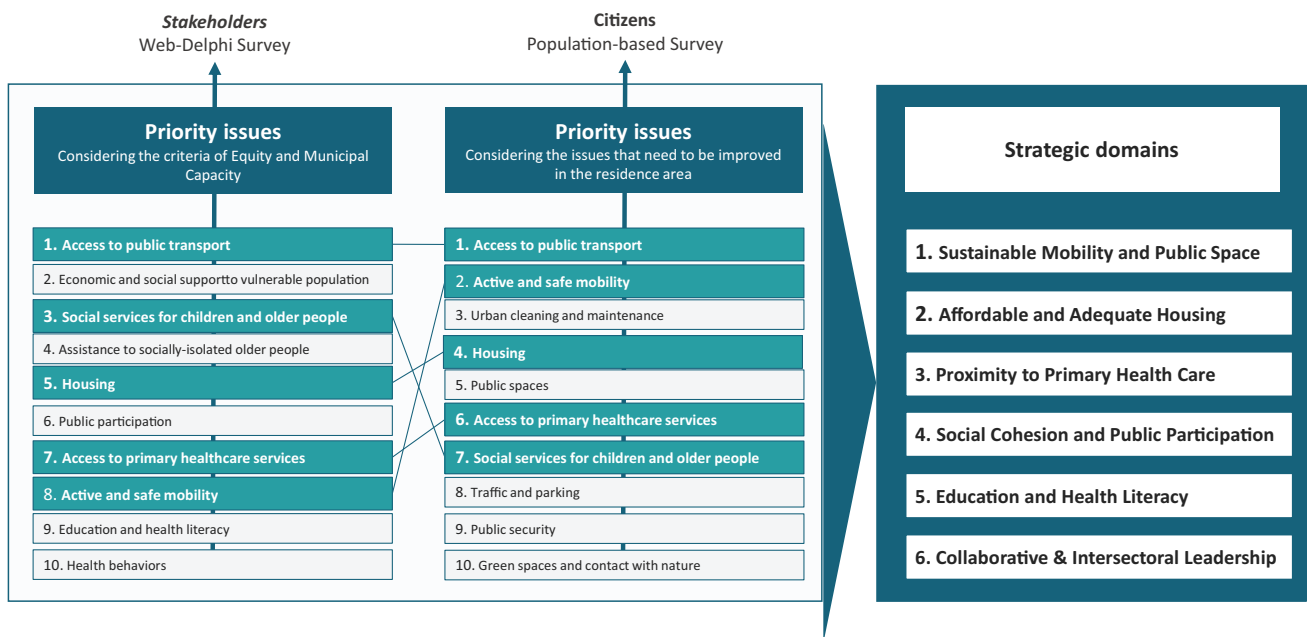 Stakeholders
Web-Delphi Survey
Citizens
Population-based Survey
Priority issues
Considering the criteria of Equity and Municipal
Capacity
1. Access to public transport
2. Economic and social supportto vulnerable population
3. Social services for children and older people
4. Assistance to socially-isolated older people
5. Housing
6. Public participation
7. Access to primary healthcare services
8. Active and safe mobility
9. Education and health literacy
10. Health behaviors
Priority issues
Considering the issues that need to be improved
in the residence area
1. Access to public transport
2. Active and safe mobility
3. Urban cleaning and maintenance
4. Housing
5. Public spaces
6. Access to primary healthcare services
7. Social services for children and older people
8. Traffic and parking
9. Public security
10. Green spaces and contact with nature
Strategic domains
1. Sustainable Mobility and Public Space
2. Affordable and Adequate Housing
3. Proximity to Primary Health Care
4. Social Cohesion and Public Participation
5. Education and Health Literacy
6. Collaborative & Intersectoral Leadership